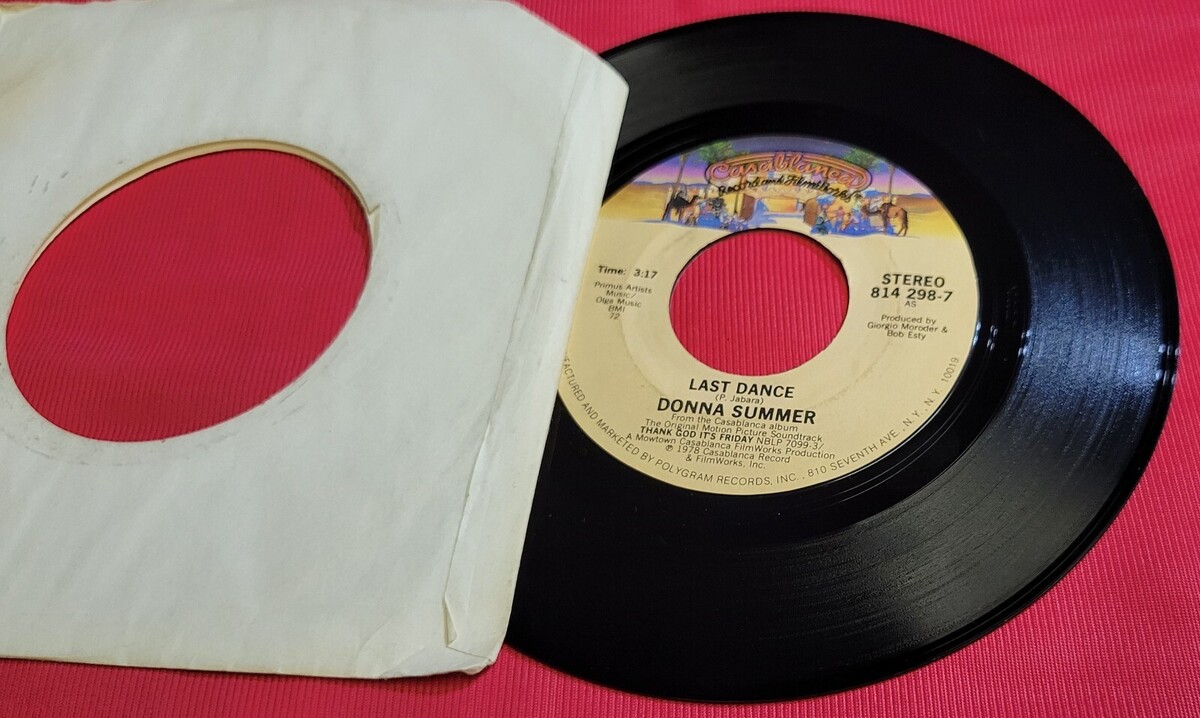 Casablanca
Record and FilmWorks
Time: 3:17
Primus Artists
Music/
Olga Music
BMI
72
STEREO
814 298-7
AS
Produced by
Giorgio Moroder &
Bob Esty
LAST DANCE
(P. Jabara)
DONNA SUMMER
From the Casablanca album
The Original Motion Picture Soundtrack
THANK GOD IT'S FRIDAY NBLP 7099-3/
A Mowtown Casablanca FilmWorks Production
℗ 1978 Casablanca Record
& FilmWorks, Inc.
FACTURED AND MARKETED BY POLYGRAM RECORDS, INC., 810 SEVENTH AVE., N.Y., N.Y. 10019